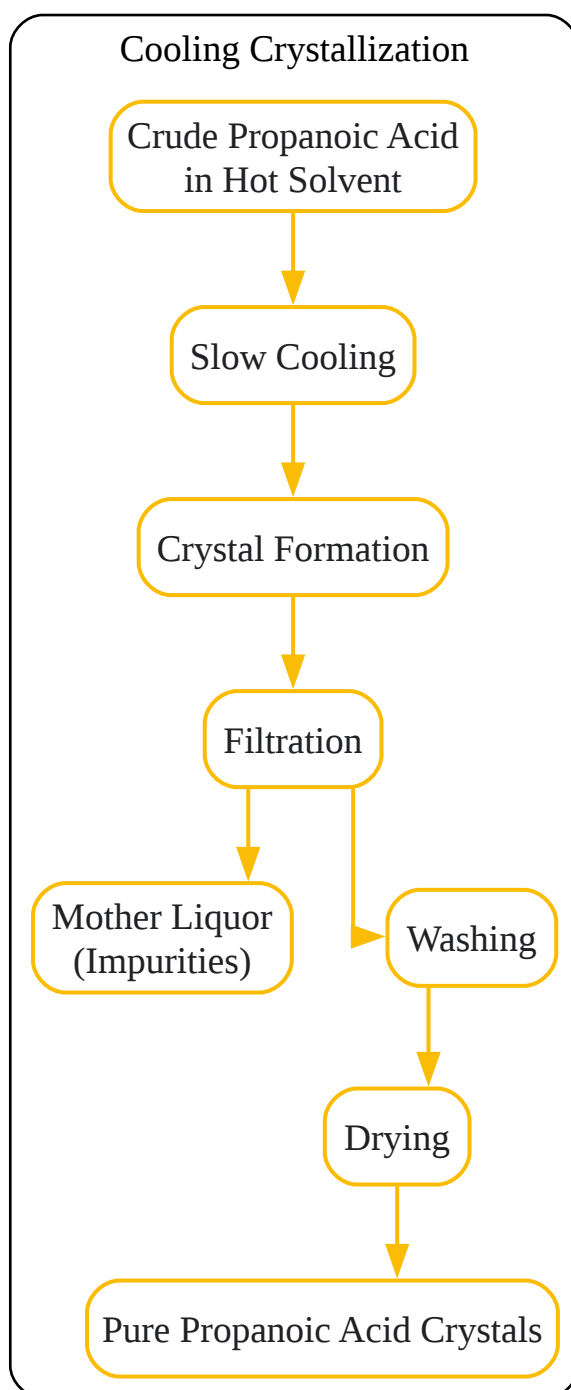 Cooling Crystallization
Crude Propanoic Acid
in Hot Solvent
Slow Cooling
Crystal Formation
Filtration
Mother Liquor
(Impurities)
Washing
Drying
Pure Propanoic Acid Crystals